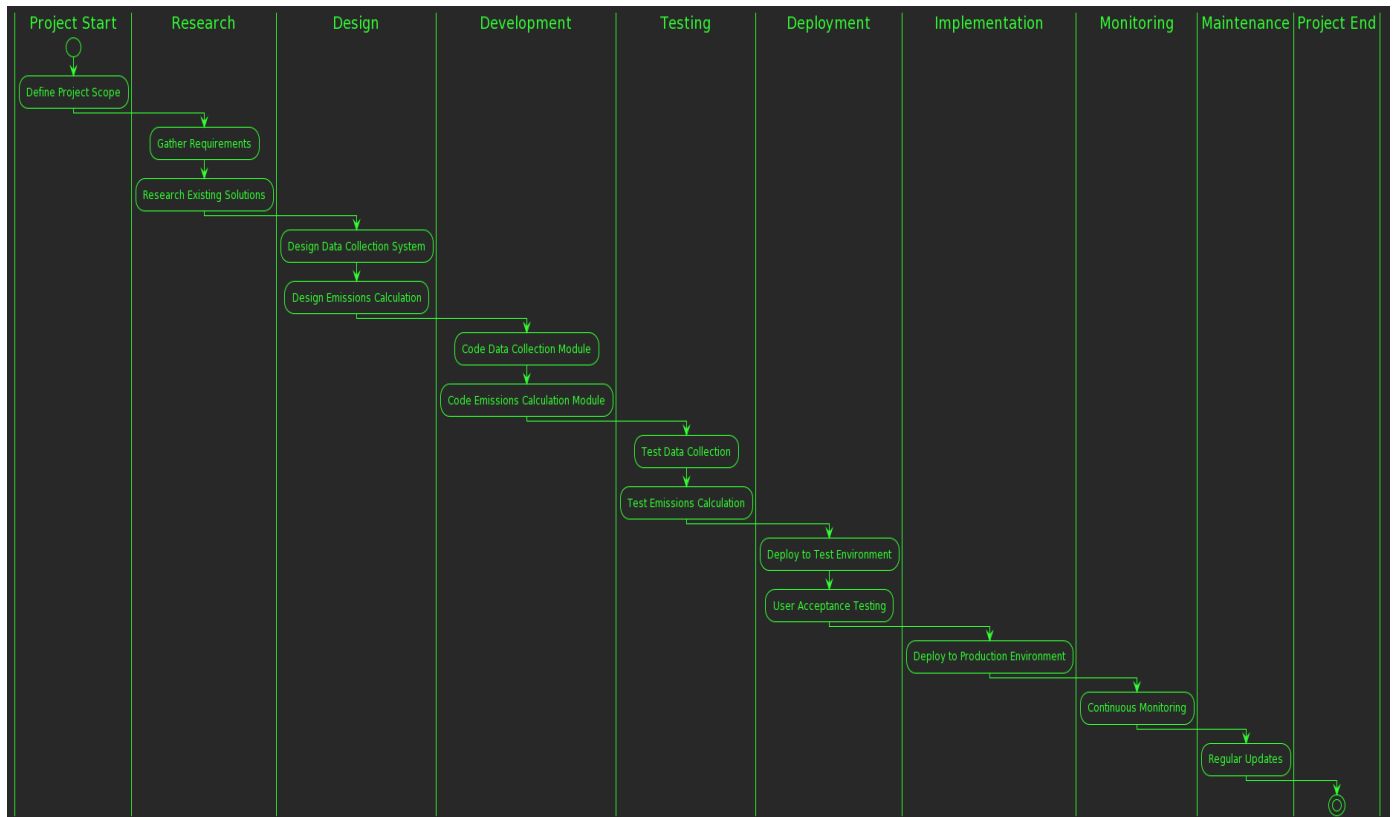 Project Start
Research
Design
Development
Testing
Deployment
Implementation
Monitoring
Maintenance
Project End
Define Project Scope
Gather Requirements
Research Existing Solutions
Design Data Collection System
Design Emissions Calculation
Code Data Collection Module
Code Emissions Calculation Module
Test Data Collection
Test Emissions Calculation
Deploy to Test Environment
User Acceptance Testing
Deploy to Production Environment
Continuous Monitoring
Regular Updates